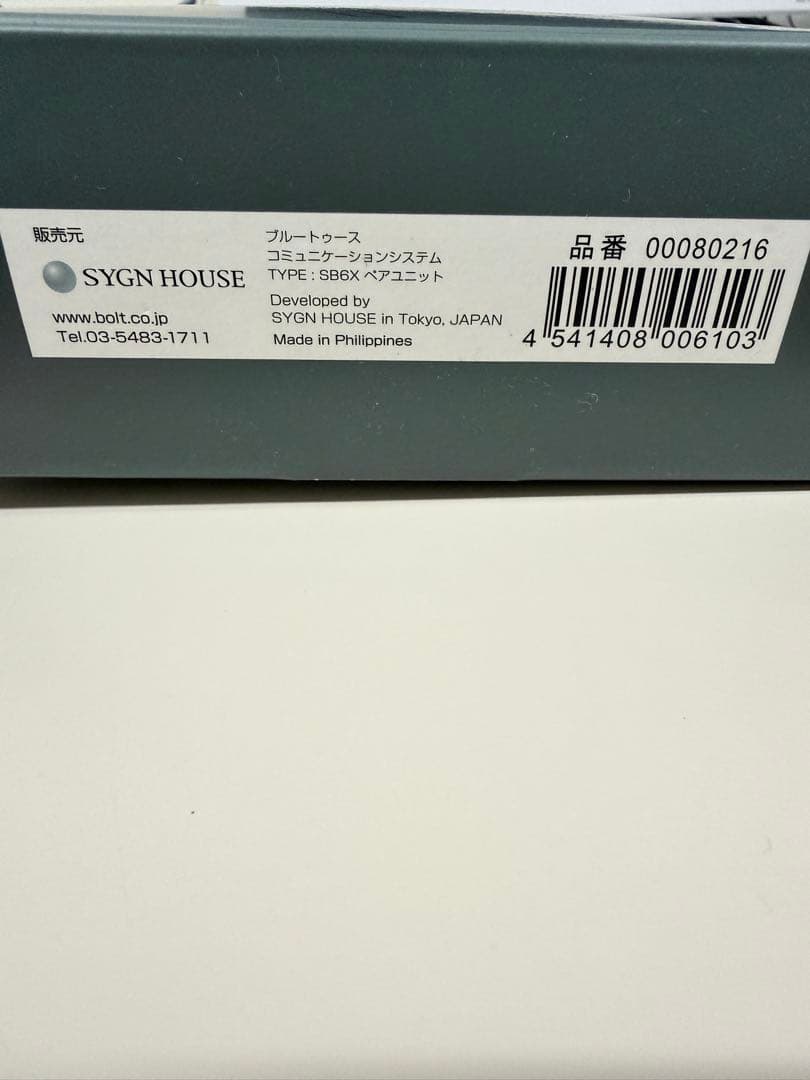 販売元
SYGN HOUSE
www.bolt.co.jp
Tel.03-5483-1711
ブルートゥース
コミュニケーションシステム
TYPE : SB6X ペアユニット
Developed by
SYGN HOUSE in Tokyo, JAPAN
Made in Philippines
品番 00080216
4 541408 006103